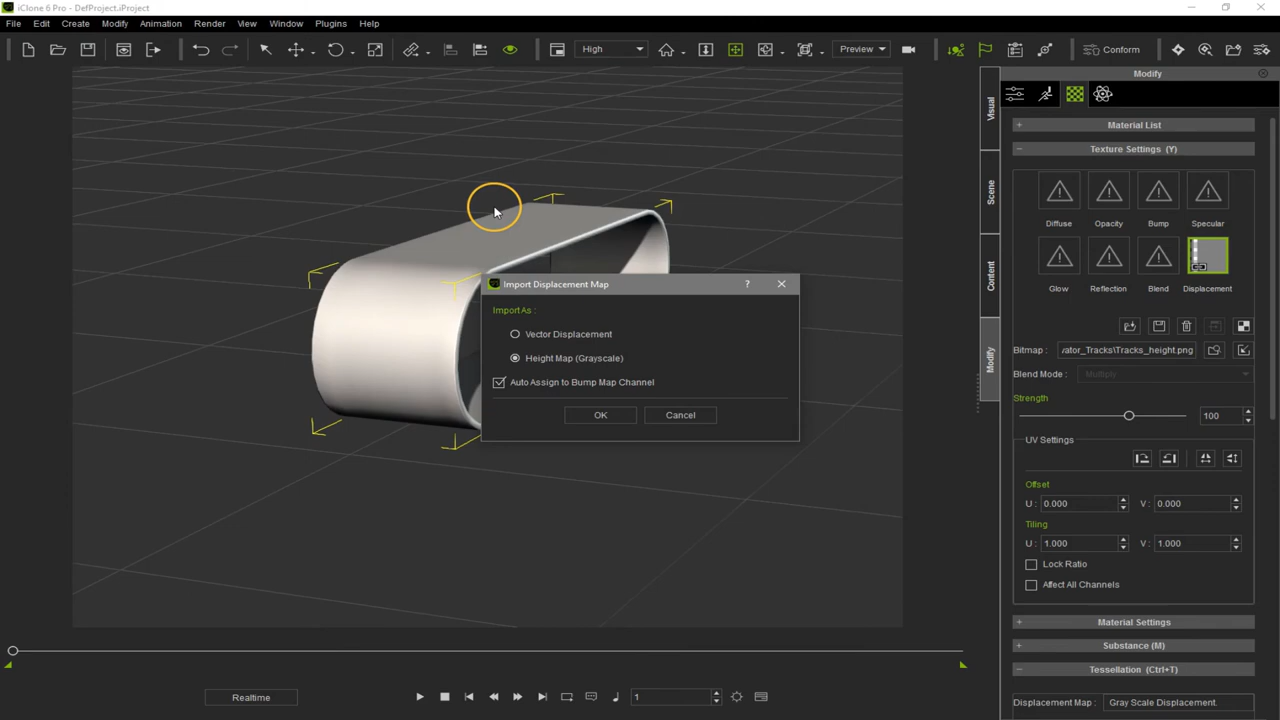 iClone 6 Pro - DefProject.iProject
File Edit Create Modify Animation Render View Window Plugins Help
High Preview Conform
Modify
Visual
Scene
Content
Modify
+ Material List
− Texture Settings (Y)
Diffuse Opacity Bump Specular
Glow Reflection Blend Displacement
Bitmap : /ator_Tracks\Tracks_height.png
Blend Mode : Multiply
Strength
100
UV Settings
Offset
U : 0.000 V : 0.000
Tiling
U : 1.000 V : 1.000
Lock Ratio
Affect All Channels
+ Material Settings
+ Substance (M)
− Tessellation (Ctrl+T)
Displacement Map : Gray Scale Displacement.
Import Displacement Map ?
Import As :
Vector Displacement
Height Map (Grayscale)
Auto Assign to Bump Map Channel
OK Cancel
Realtime 1